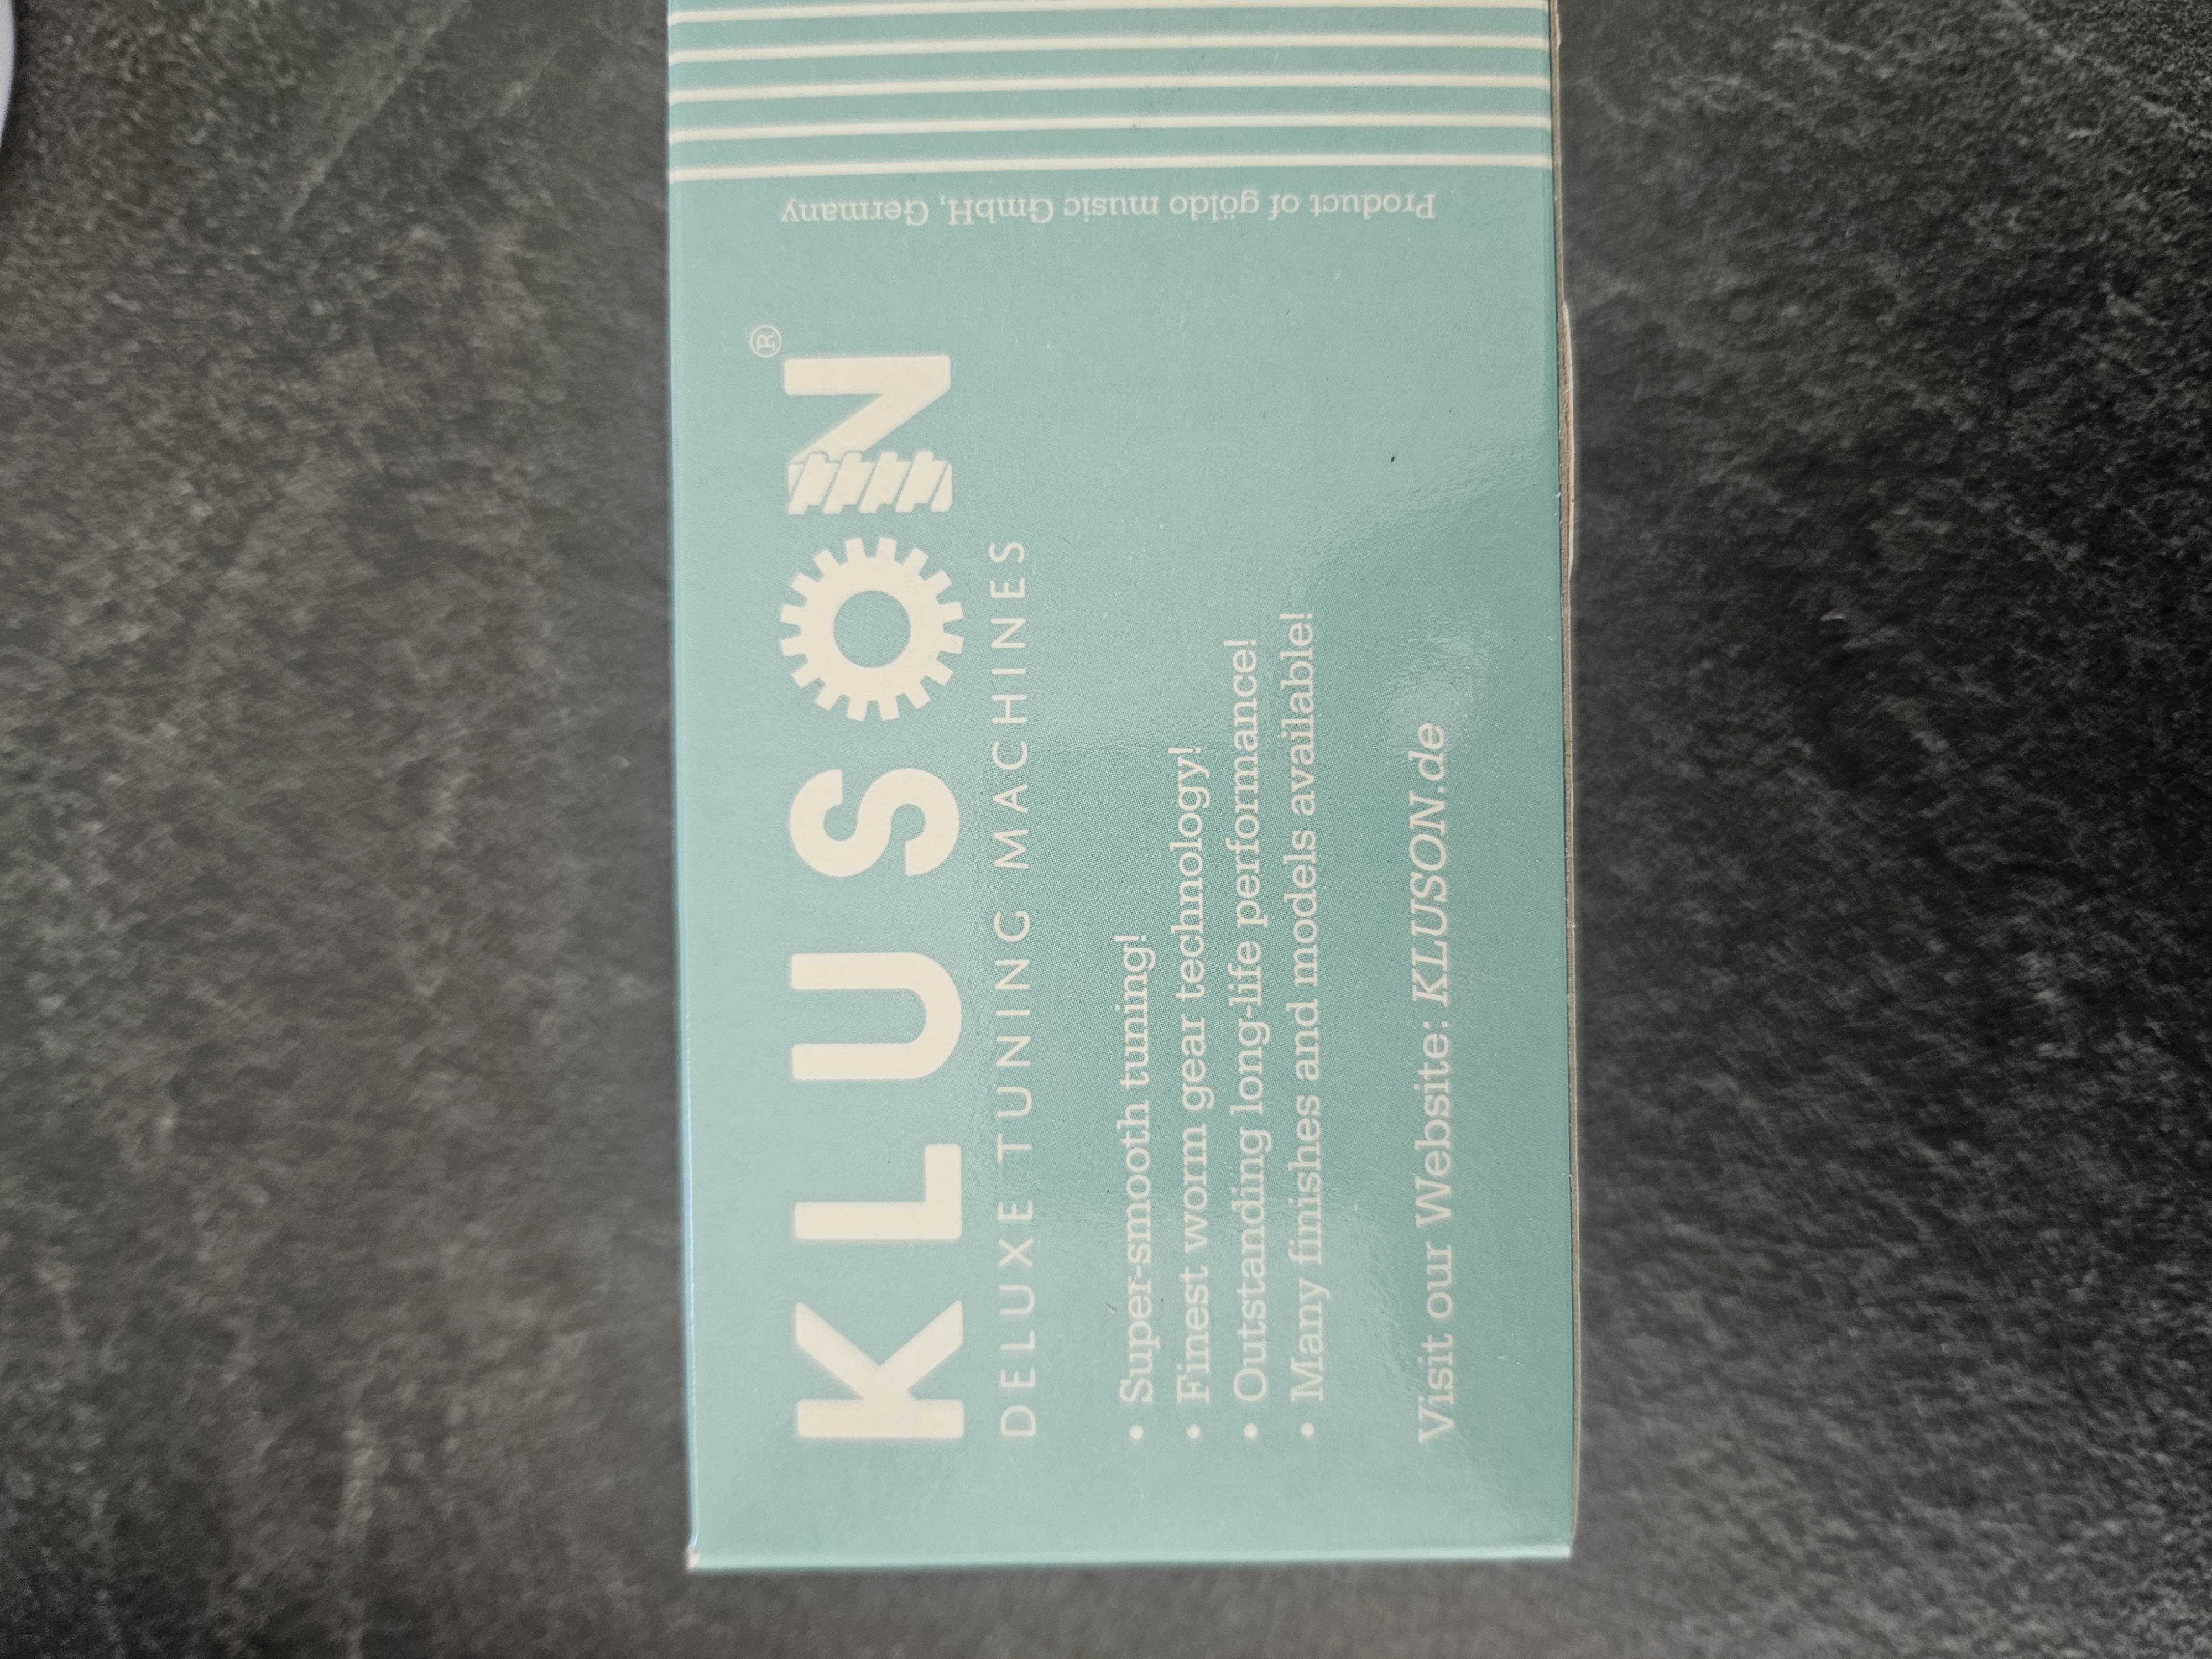 KLUSON®
DELUXE TUNING MACHINES
• Super-smooth tuning!
• Finest worm gear technology!
• Outstanding long-life performance!
• Many finishes and models available!
Visit our Website: KLUSON.de
Product of göldo music GmbH, Germany